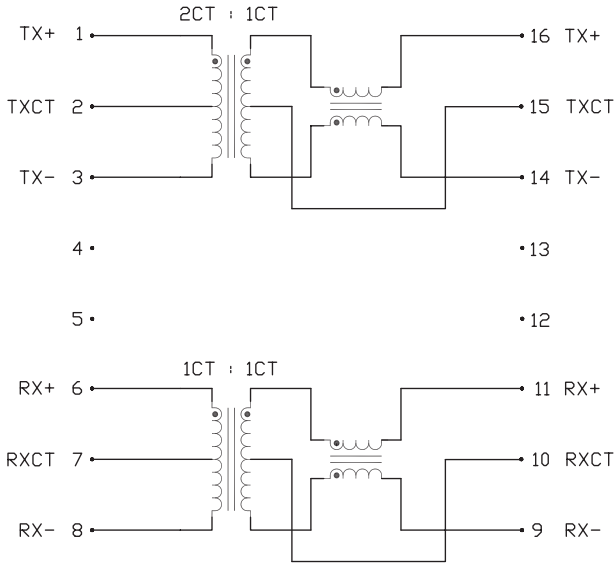 2CT : 1CT
TX+ 1
16 TX+
TXCT 2
15 TXCT
TX- 3
14 TX-
4
13
5
12
1CT : 1CT
RX+ 6
11 RX+
RXCT 7
10 RXCT
RX- 8
9 RX-